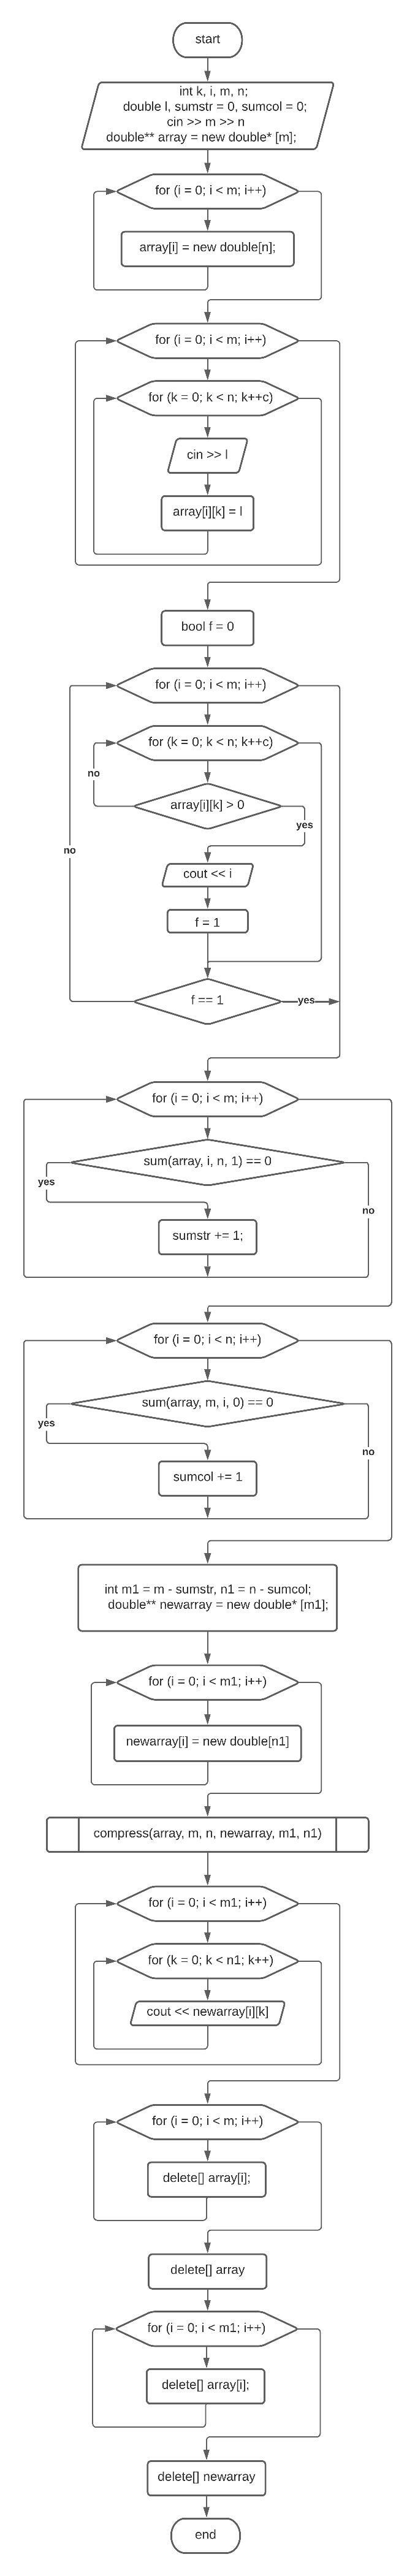 start
int k, i, m, n;
double l, sumstr = 0, sumcol = 0;
cin >> m >> n
double** array = new double* [m];
for (i = 0; i < m; i++)
array[i] = new double[n];
for (i = 0; i < m; i++)
for (k = 0; k < n; k++c)
cin >> l
array[i][k] = l
bool f = 0
for (i = 0; i < m; i++)
for (k = 0; k < n; k++c)
no
array[i][k] > 0
yes
no
cout << i
f = 1
f == 1
yes
for (i = 0; i < m; i++)
sum(array, i, n, 1) == 0
yes
no
sumstr += 1;
for (i = 0; i < n; i++)
sum(array, m, i, 0) == 0
yes
no
sumcol += 1
int m1 = m - sumstr, n1 = n - sumcol;
double** newarray = new double* [m1];
for (i = 0; i < m1; i++)
newarray[i] = new double[n1]
compress(array, m, n, newarray, m1, n1)
for (i = 0; i < m1; i++)
for (k = 0; k < n1; k++)
cout << newarray[i][k]
for (i = 0; i < m; i++)
delete[] array[i];
delete[] array
for (i = 0; i < m1; i++)
delete[] array[i];
delete[] newarray
end